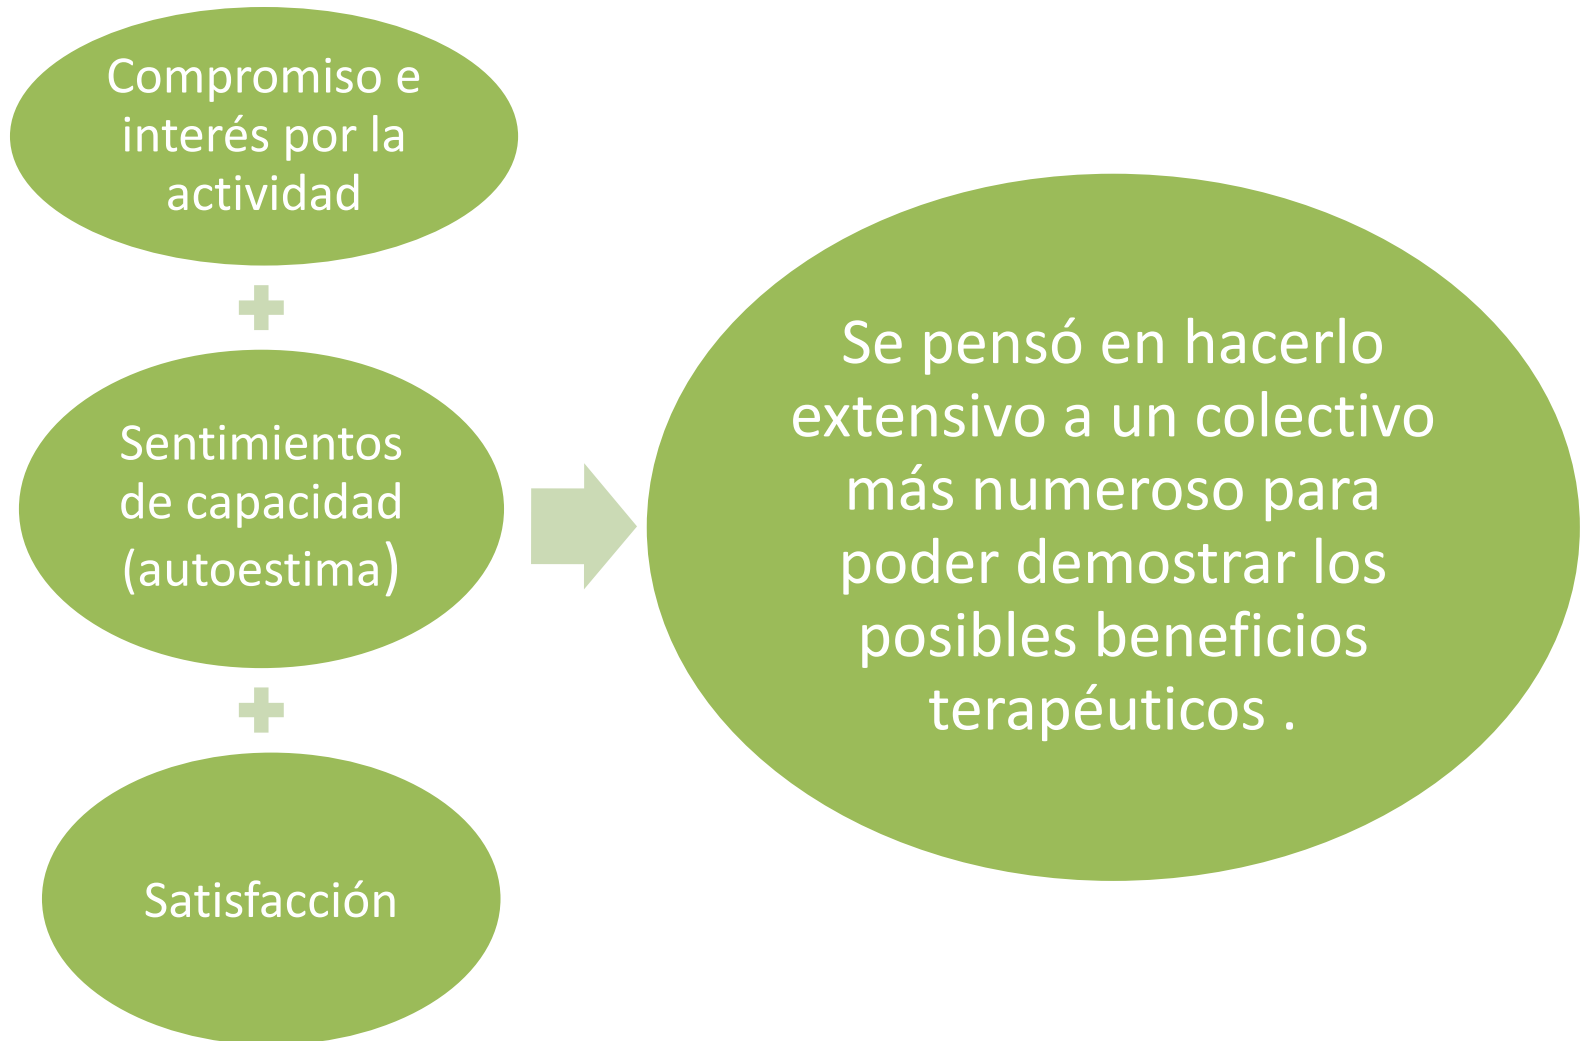 Compromiso e
interés por la
actividad
Sentimientos
de capacidad
(autoestima)
Satisfacción
Se pensó en hacerlo
extensivo a un colectivo
más numeroso para
poder demostrar los
posibles beneficios
terapéuticos .